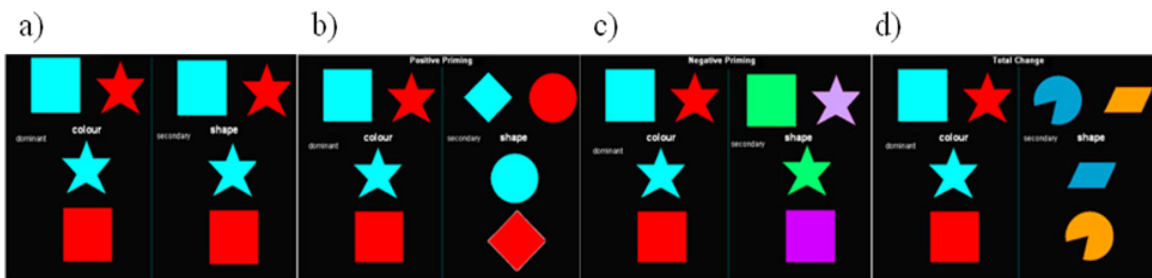 a) b) c) d)
Positive Priming Negative Priming Total Change
colour shape colour shape colour shape colour shape
dominant secondary dominant secondary dominant secondary dominant secondary